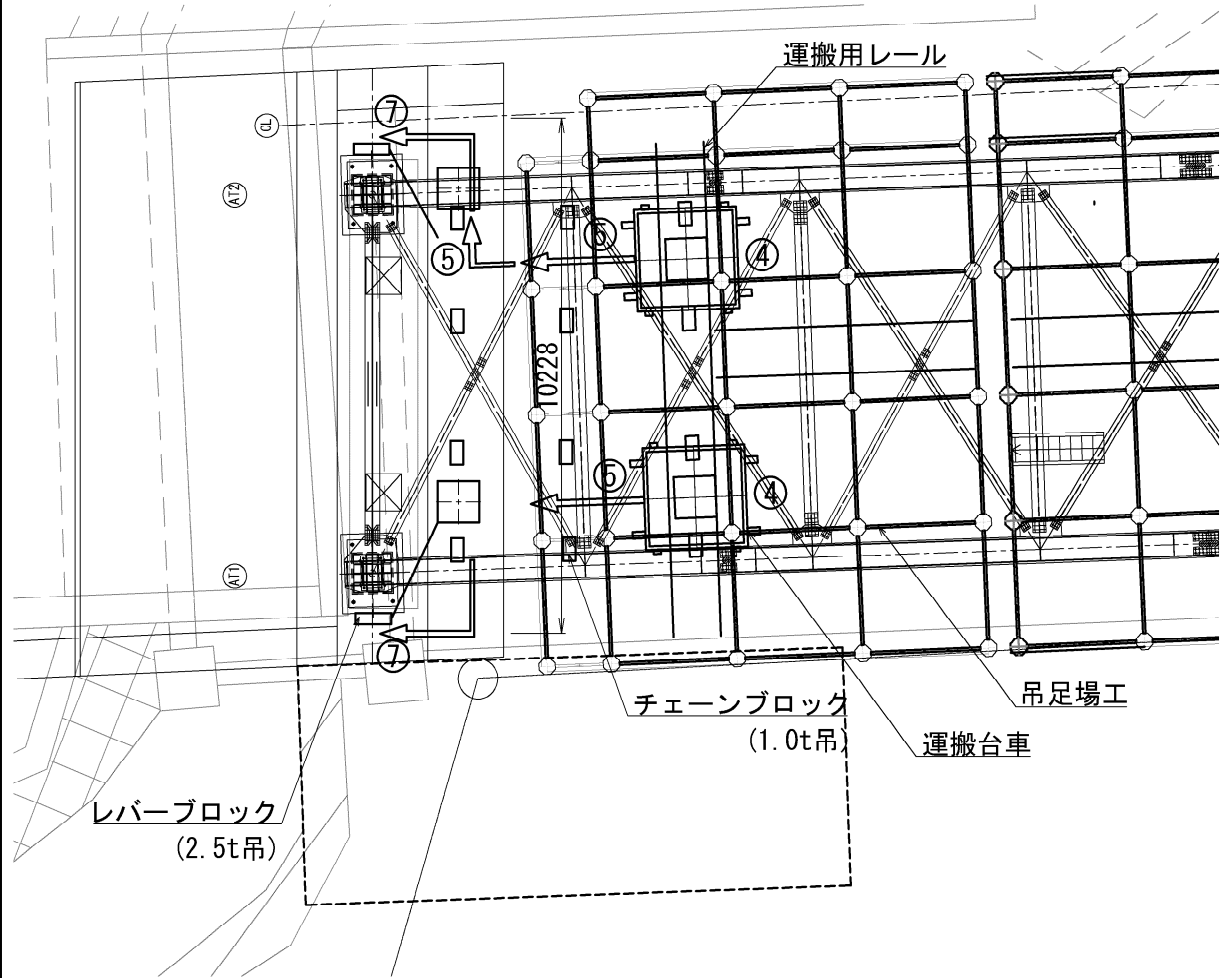 運搬用レール
⑦
CL
AT2
⑥
④
⑤
10228
⑥
④
AT1
⑦
チェーンブロック
(1.0t吊)
吊足場工
運搬台車
レバーブロック
(2.5t吊)